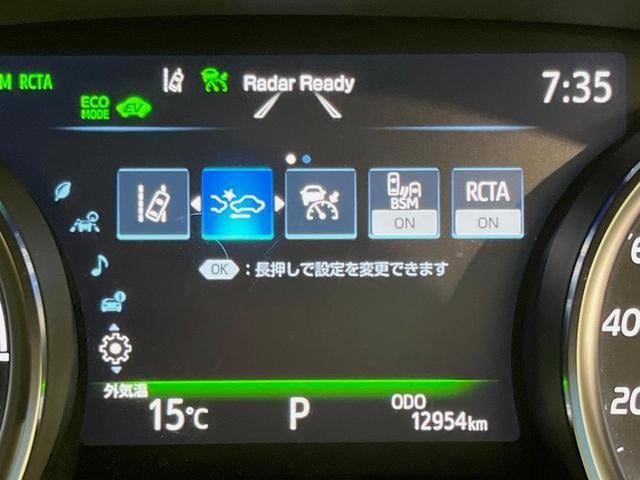 M RCTA
Radar Ready
7:35
ECO
MODE
EV
BSM
ON
RCTA
ON
OK :長押しで設定を変更できます
外気温
15℃
P
ODO
12954km
6
40
20